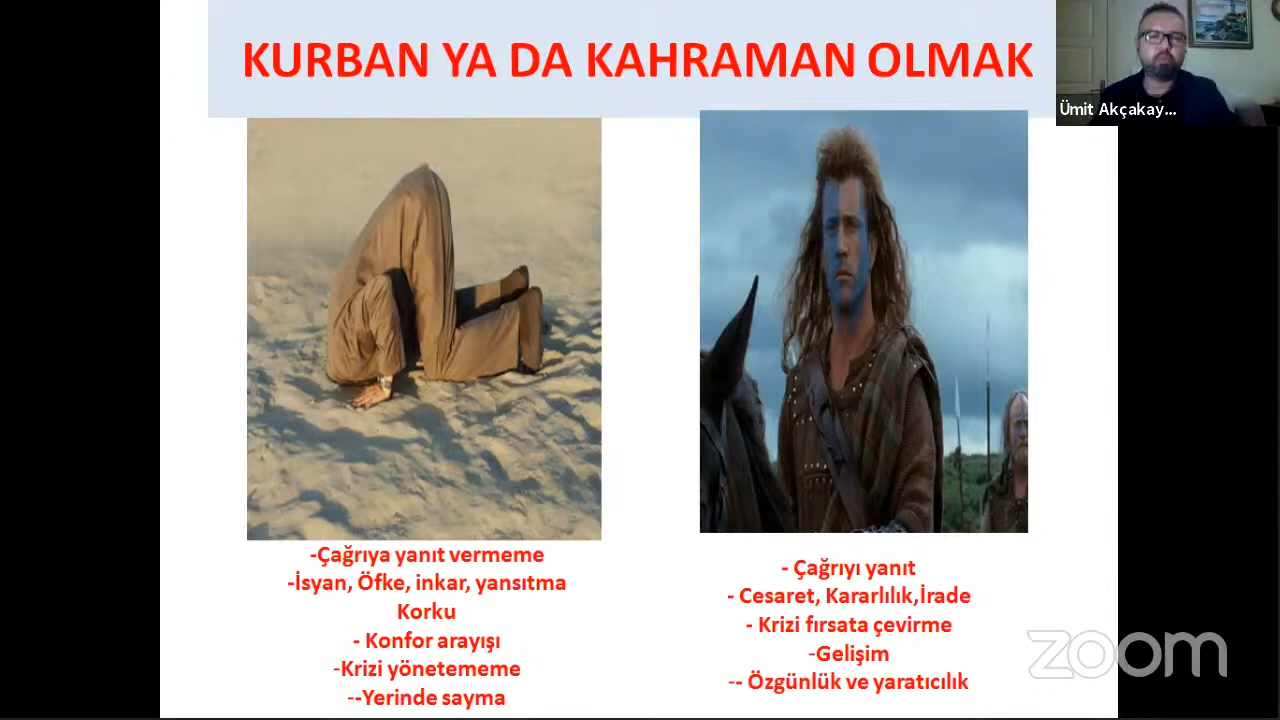 KURBAN YA DA KAHRAMAN OLMAK
Ümit Akçakay...
-Çağrıya yanıt vermeme
-İsyan, Öfke, inkar, yansıtma
Korku
- Konfor arayışı
-Krizi yönetememe
--Yerinde sayma
- Çağrıyı yanıt
- Cesaret, Kararlılık,İrade
- Krizi fırsata çevirme
-Gelişim
-- Özgünlük ve yaratıcılık
zoom